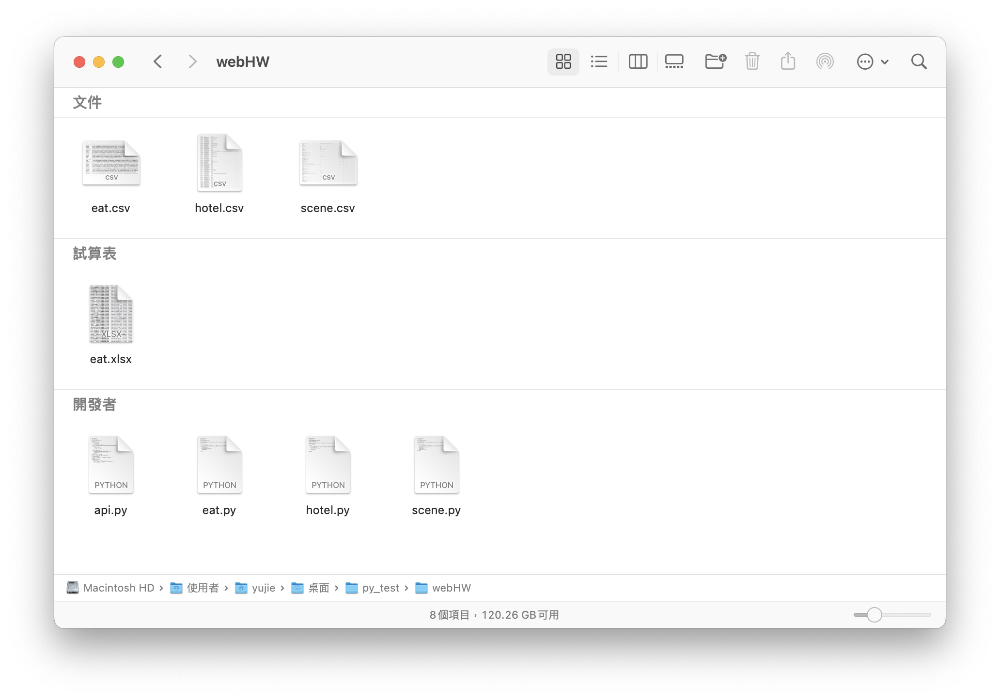 webHW
文件
CSV CSV CSV
eat.csv hotel.csv scene.csv
試算表
XLSX
eat.xlsx
開發者
PYTHON PYTHON PYTHON PYTHON
api.py eat.py hotel.py scene.py
Macintosh HD › 使用者 › yujie › 桌面 › py_test › webHW
8個項目，120.26 GB可用